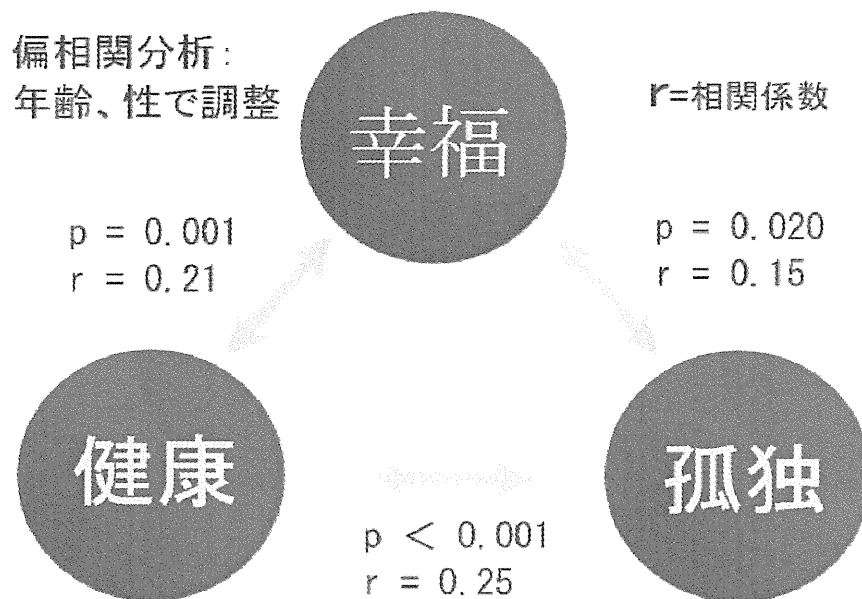 偏相関分析:
年齢、性で調整
幸福
r=相関係数
p = 0.001
r = 0.21
p = 0.020
r = 0.15
健康
孤独
p < 0.001
r = 0.25